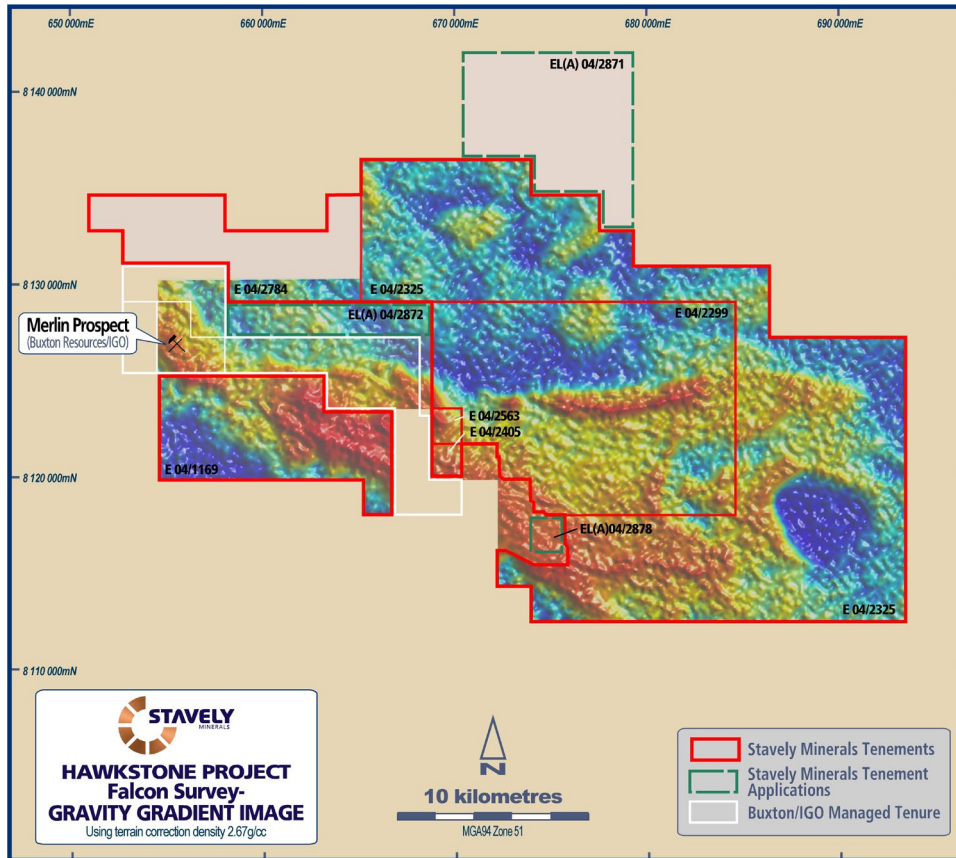 650 000mE
660 000mE
670 000mE
680 000mE
690 000mE
EL(A) 04/2871
8 140 000mN
8 130 000mN
E 04/2784
E 04/2325
EL(A) 04/2872
E 04/2299
Merlin Prospect
(Buxton Resources/IGO)
E 04/2563
E 04/2405
E 04/1169
8 120 000mN
EL(A)04/2878
E 04/2325
8 110 000mN
STAVELY
MINERALS
HAWKSTONE PROJECT
Falcon Survey-
GRAVITY GRADIENT IMAGE
Using terrain correction density 2.67g/cc
N
10 kilometres
MGA94 Zone 51
Stavely Minerals Tenements
Stavely Minerals Tenement
Applications
Buxton/IGO Managed Tenure